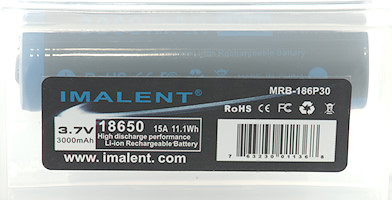 IMALENT®
MRB-186P30
RoHS CE
3.7V
3000mAh
18650 15A 11.1Wh
High discharge performance
Li-ion Rechargeable Battery
www.imalent.com